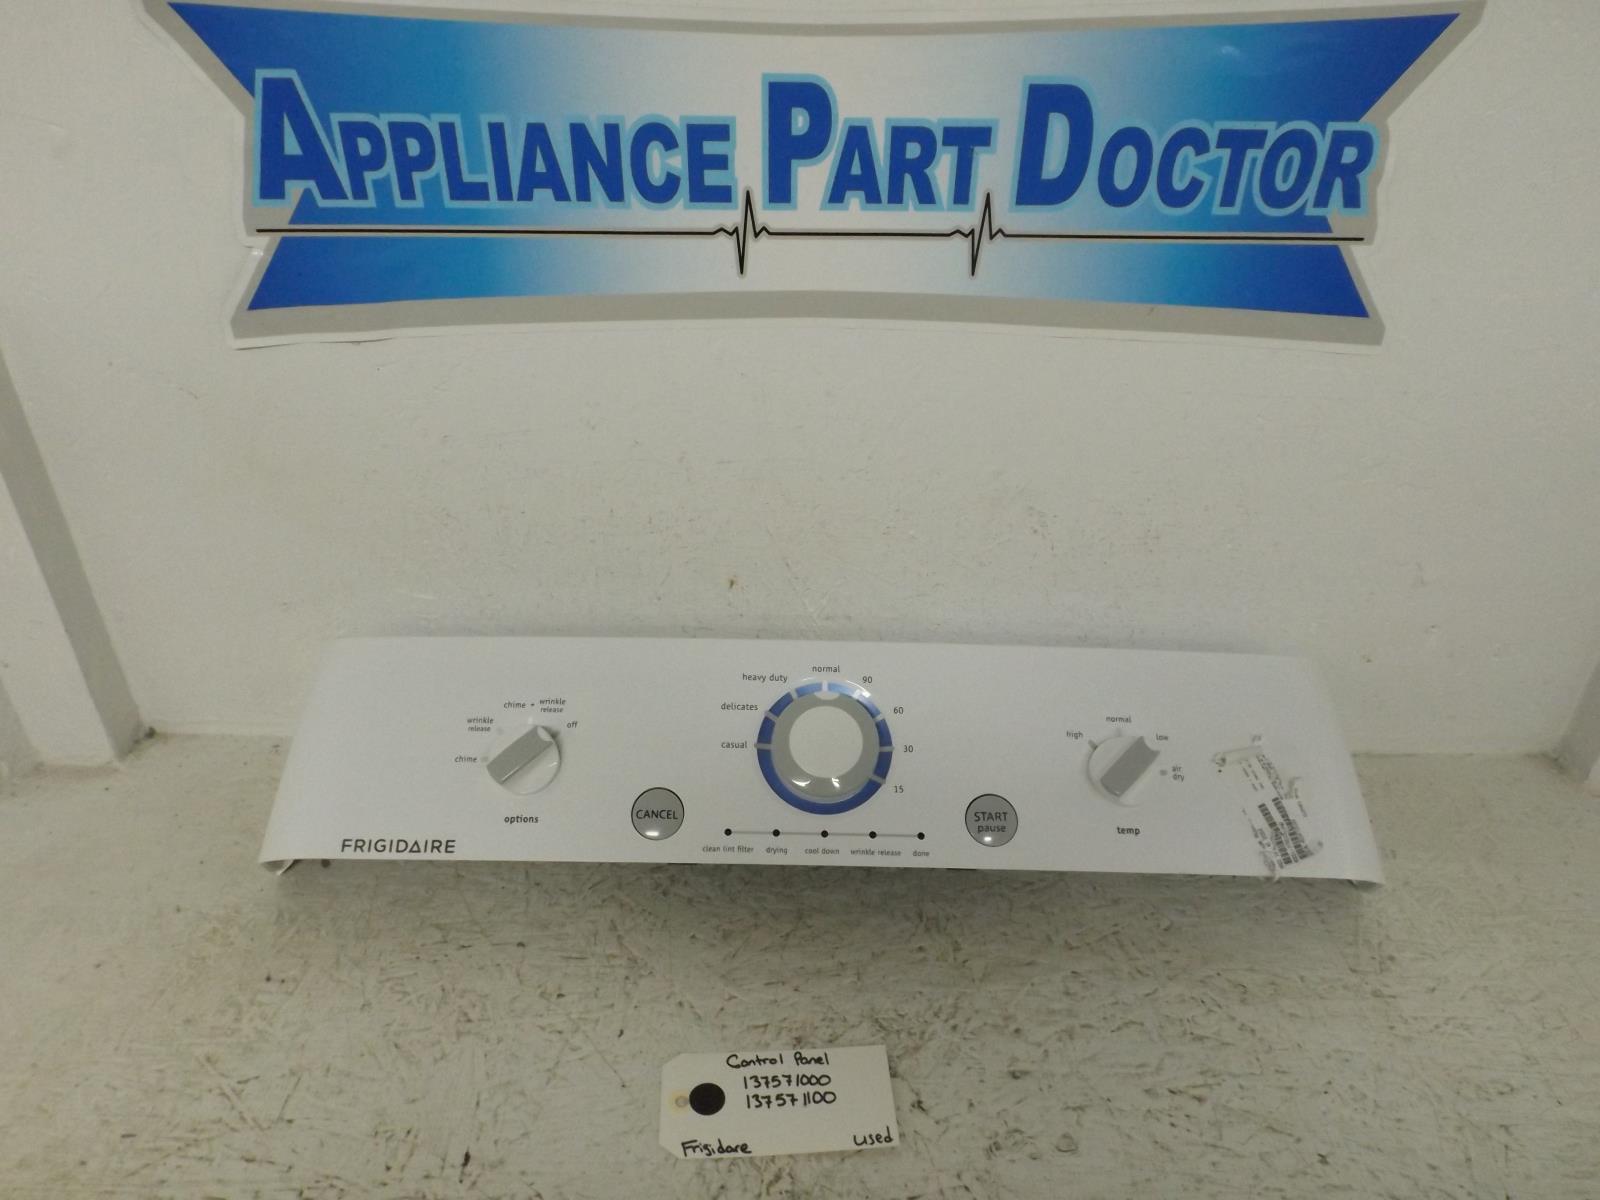 APPLIANCE PART DOCTOR
normal
heavy duty 90
delicates 60
casual 30
15
chime + wrinkle release
wrinkle release off
chime
options
CANCEL
START
pause
normal
high low
air dry
temp
clean lint filter drying cool down wrinkle release done
FRIGIDAIRE
Control Panel
137571000
137571100
Frigidare Used